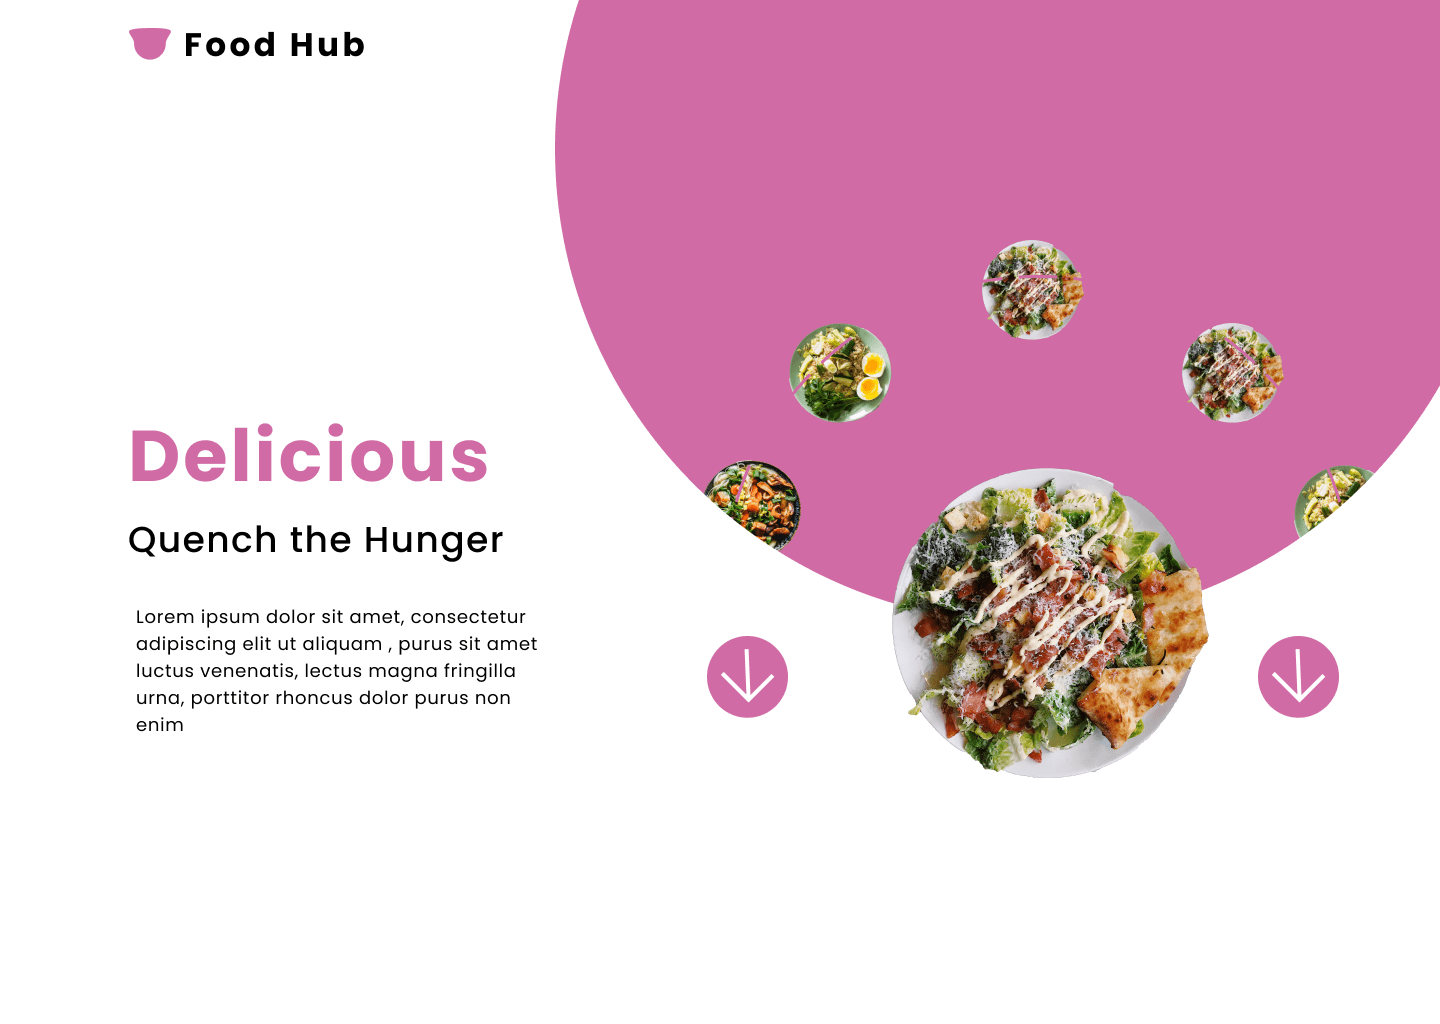 Food Hub
Delicious
Quench the Hunger
Lorem ipsum dolor sit amet, consectetur
adipiscing elit ut aliquam , purus sit amet
luctus venenatis, lectus magna fringilla
urna, porttitor rhoncus dolor purus non
enim